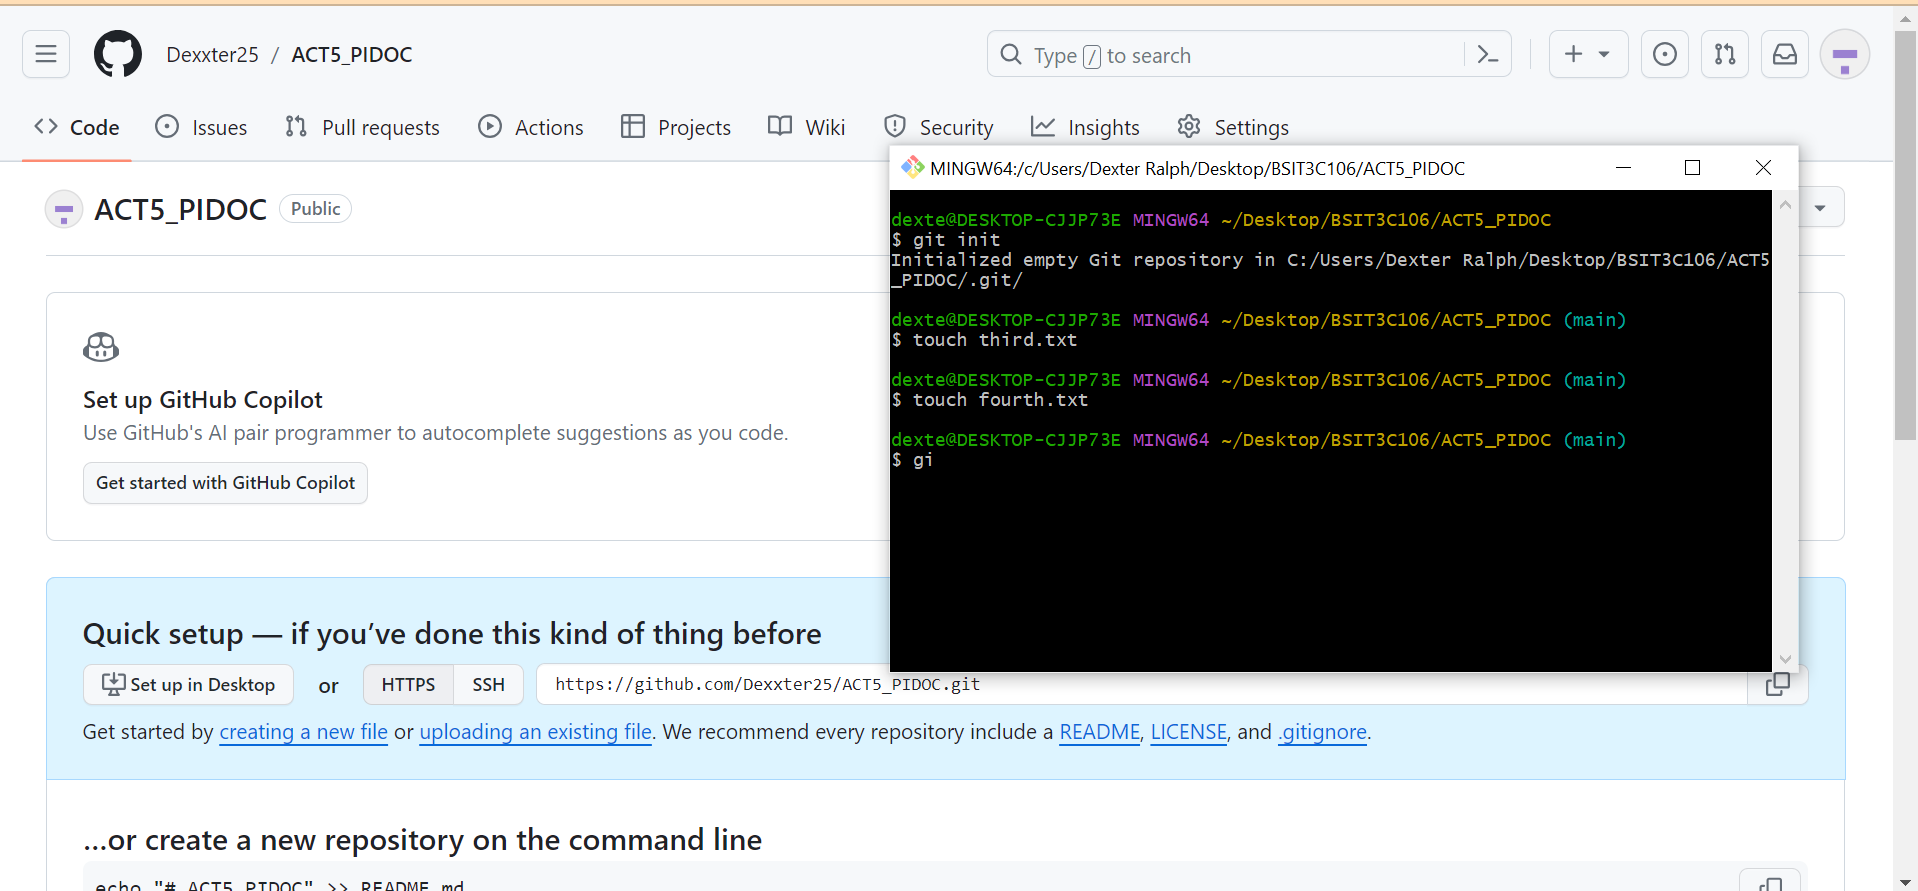 Dexxter25 / ACT5_PIDOC
Type / to search
Code Issues Pull requests Actions Projects Wiki Security Insights Settings
ACT5_PIDOC Public
Set up GitHub Copilot
Use GitHub's AI pair programmer to autocomplete suggestions as you code.
Get started with GitHub Copilot
MINGW64:/c/Users/Dexter Ralph/Desktop/BSIT3C106/ACT5_PIDOC
dexte@DESKTOP-CJJP73E MINGW64 ~/Desktop/BSIT3C106/ACT5_PIDOC
$ git init
Initialized empty Git repository in C:/Users/Dexter Ralph/Desktop/BSIT3C106/ACT5
_PIDOC/.git/
dexte@DESKTOP-CJJP73E MINGW64 ~/Desktop/BSIT3C106/ACT5_PIDOC (main)
$ touch third.txt
dexte@DESKTOP-CJJP73E MINGW64 ~/Desktop/BSIT3C106/ACT5_PIDOC (main)
$ touch fourth.txt
dexte@DESKTOP-CJJP73E MINGW64 ~/Desktop/BSIT3C106/ACT5_PIDOC (main)
$ gi
Quick setup — if you’ve done this kind of thing before
Set up in Desktop or HTTPS SSH https://github.com/Dexxter25/ACT5_PIDOC.git
Get started by creating a new file or uploading an existing file. We recommend every repository include a README, LICENSE, and .gitignore.
…or create a new repository on the command line
echo "# ACT5_PIDOC" >> README.md